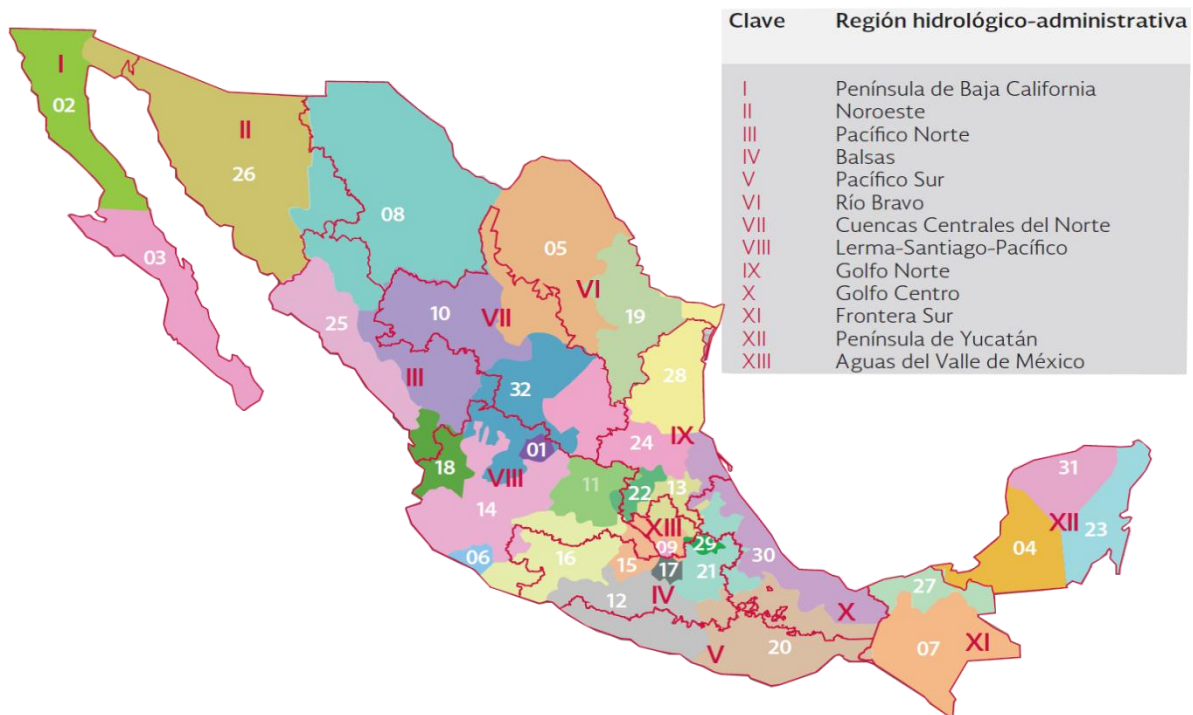 Clave Región hidrológico-administrativa
I Península de Baja California
II Noroeste
III Pacífico Norte
IV Balsas
V Pacífico Sur
VI Río Bravo
VII Cuencas Centrales del Norte
VIII Lerma-Santiago-Pacífico
IX Golfo Norte
X Golfo Centro
XI Frontera Sur
XII Península de Yucatán
XIII Aguas del Valle de México
I
02
II
26
08
03
05
VI
25
10
VII
19
III
32
28
24
IX
01
18
VIII
11
22
13
31
14
XIII
XII
23
06
16
09
29
30
04
15
17
21
27
12
IV
X
V
20
07
XI